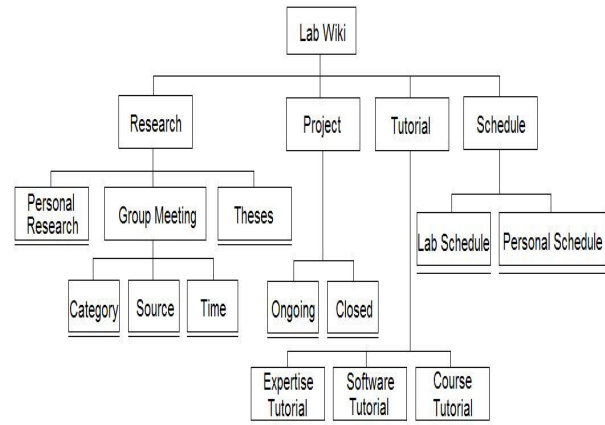 Lab Wiki
Research
Project
Tutorial
Schedule
Personal
Research
Group Meeting
Theses
Lab Schedule
Personal Schedule
Category
Source
Time
Ongoing
Closed
Expertise
Tutorial
Software
Tutorial
Course
Tutorial